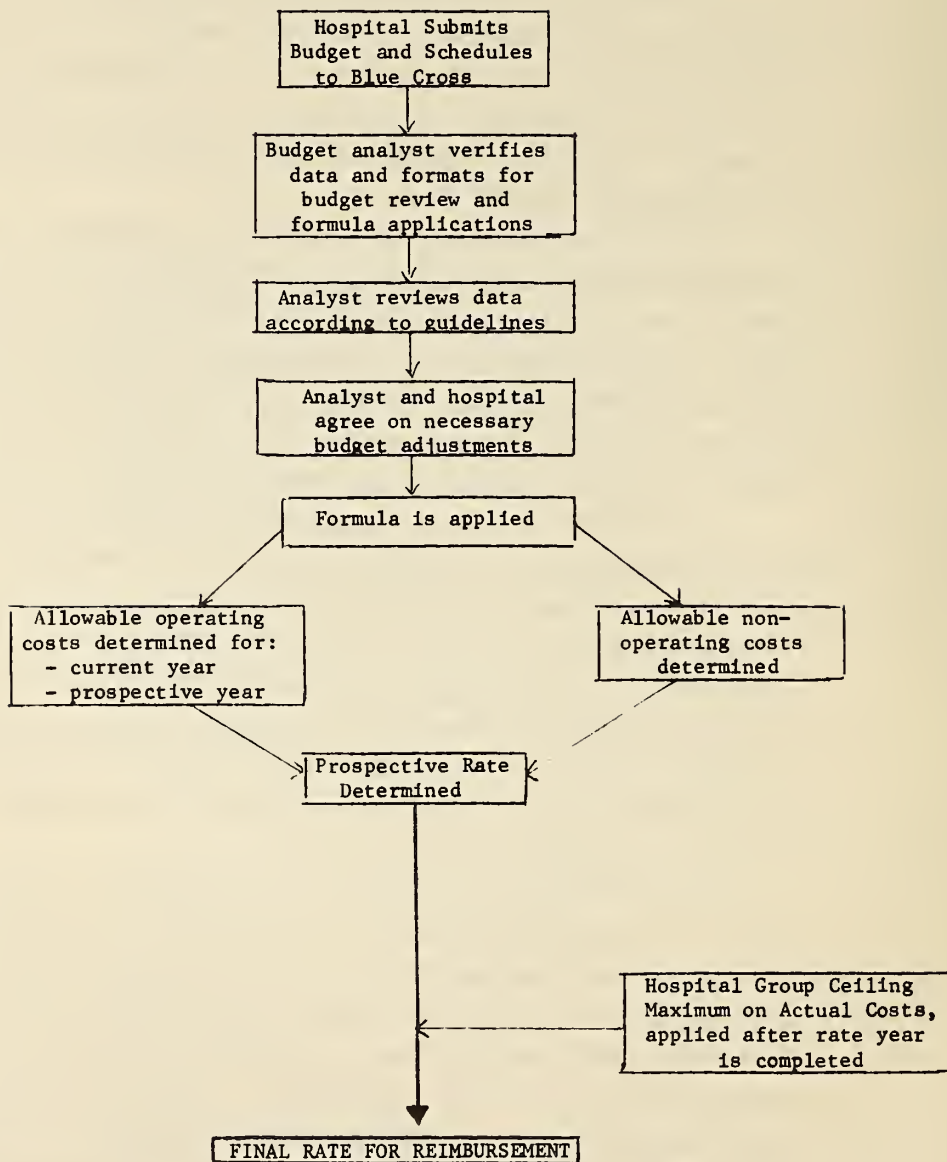 Hospital Submits
Budget and Schedules
to Blue Cross
Budget analyst verifies
data and formats for
budget review and
formula applications
Analyst reviews data
according to guidelines
Analyst and hospital
agree on necessary
budget adjustments
Formula is applied
Allowable operating
costs determined for:
- current year
- prospective year
Allowable non-
operating costs
determined
Prospective Rate
Determined
Hospital Group Ceiling
Maximum on Actual Costs,
applied after rate year
is completed
FINAL RATE FOR REIMBURSEMENT